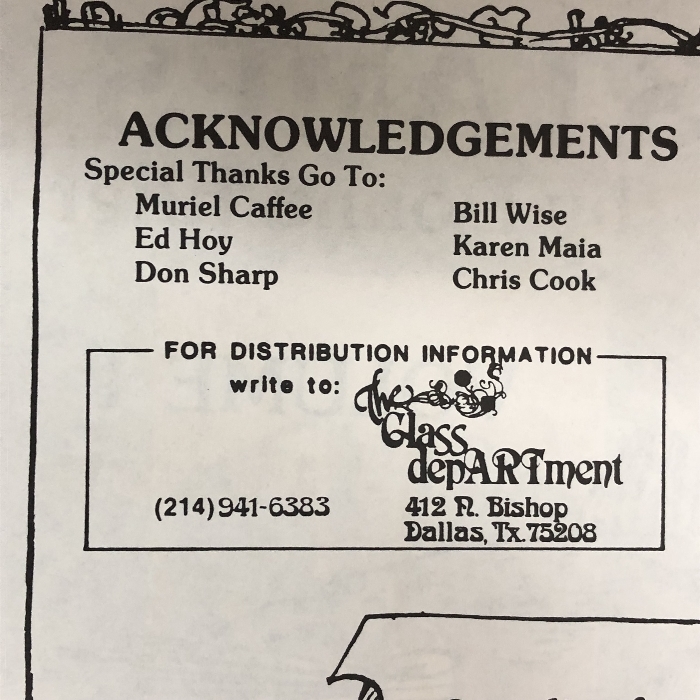 ACKNOWLEDGEMENTS
Special Thanks Go To:
Muriel Caffee
Ed Hoy
Don Sharp
Bill Wise
Karen Maia
Chris Cook
FOR DISTRIBUTION INFORMATION
write to:
the
Glass
depARTment
(214)941-6383
412 N. Bishop
Dallas, Tx.75208